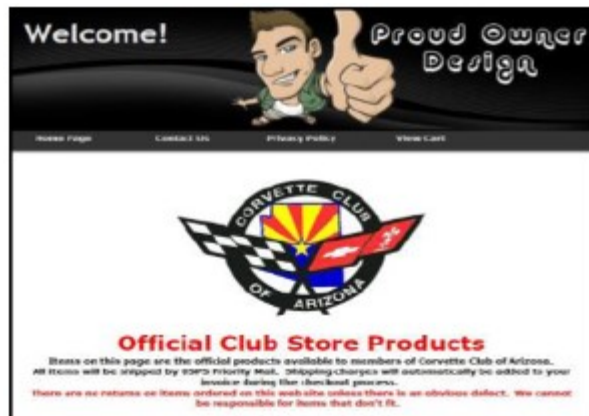 Welcome!
Proud Owner
Design
Home Page Contact Us Privacy Policy View Cart
CORVETTE CLUB
OF ARIZONA
Official Club Store Products
Items on this page are the official products available to members of Corvette Club of Arizona.
All items will be shipped by USPS Priority Mail. Shipping charges will automatically be added to your
invoice during the checkout process.
There are no returns on items ordered on this web site unless there is an obvious defect. We cannot
be responsible for items that don't fit.